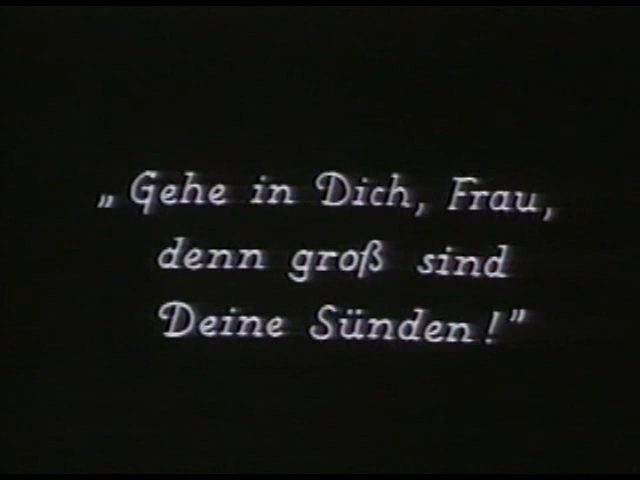 „Gehe in Dich, Frau,
denn groß sind
Deine Sünden!”